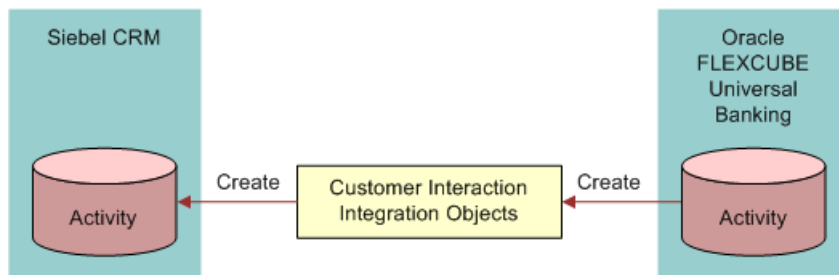 Siebel CRM
Oracle
FLEXCUBE
Universal
Banking
Create
Customer Interaction
Integration Objects
Create
Activity
Activity